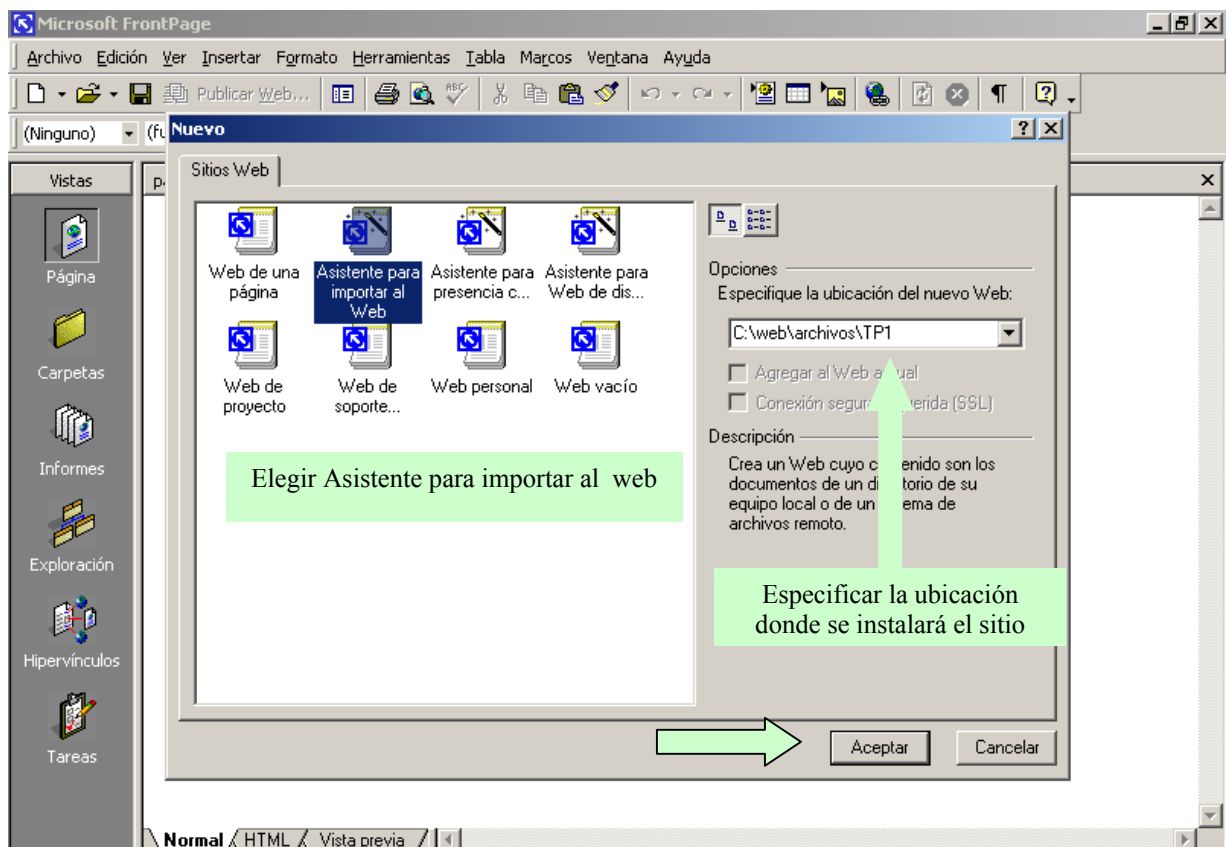 Microsoft FrontPage
Archivo Edición Ver Insertar Formato Herramientas Tabla Marcos Ventana Ayuda
Publicar Web...
(Ninguno)
Nuevo
Vistas
Sitios Web
Página
Carpetas
Informes
Exploración
Hipervínculos
Tareas
Web de una página
Asistente para importar al Web
Asistente para presencia c...
Asistente para Web de dis...
Web de proyecto
Web de soporte...
Web personal
Web vacío
Elegir Asistente para importar al web
Opciones
Especifique la ubicación del nuevo Web:
C:\web\archivos\TP1
Agregar al Web
Conexión (SSL)
Descripción
Crea un Web cuyo son los
documentos de un de su
equipo local o de un
archivos remoto.
Especificar la ubicación
donde se instalará el sitio
Aceptar
Cancelar
Normal
HTML
Vista previa